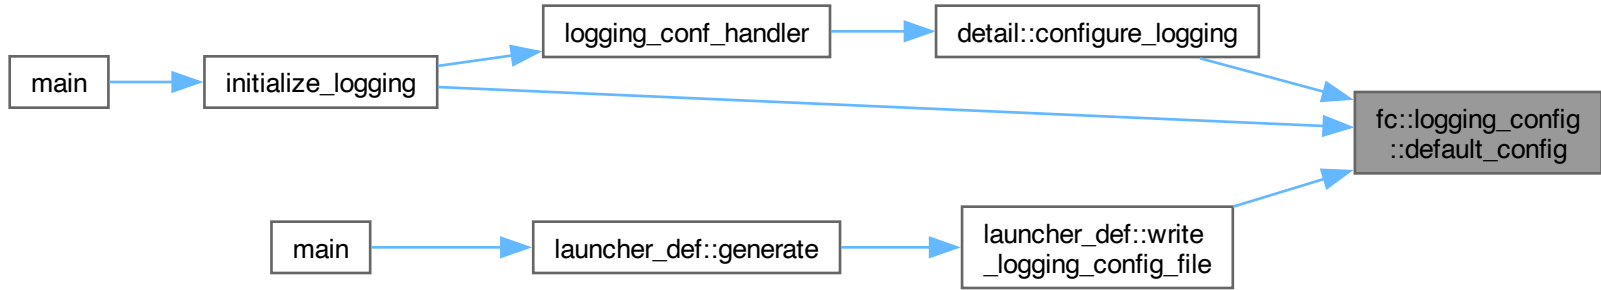 logging_conf_handler
detail::configure_logging
main
initialize_logging
fc::logging_config
::default_config
main
launcher_def::generate
launcher_def::write
_logging_config_file